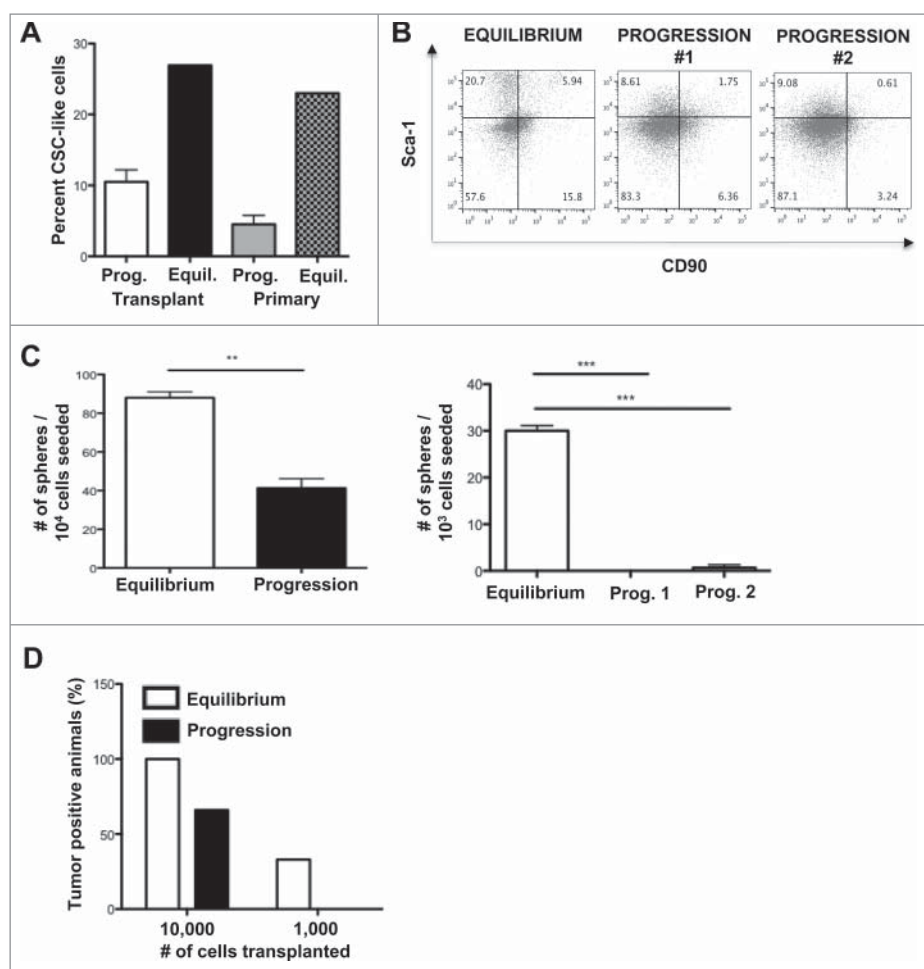 A
Percent CSC-like cells
30
20
10
0
Prog. Equil. Prog. Equil.
Transplant Primary
B
EQUILIBRIUM PROGRESSION #1 PROGRESSION #2
Sca-1
20.7 5.94
57.6 15.8
8.61 1.75
83.3 6.36
9.08 0.61
87.1 3.24
CD90
C
# of spheres /
10⁴ cells seeded
100
80
60
40
20
0
**
Equilibrium Progression
# of spheres /
10³ cells seeded
40
30
20
10
0
***
***
Equilibrium Prog. 1 Prog. 2
D
Tumor positive animals (%)
150
100
50
0
Equilibrium
Progression
10,000 1,000
# of cells transplanted